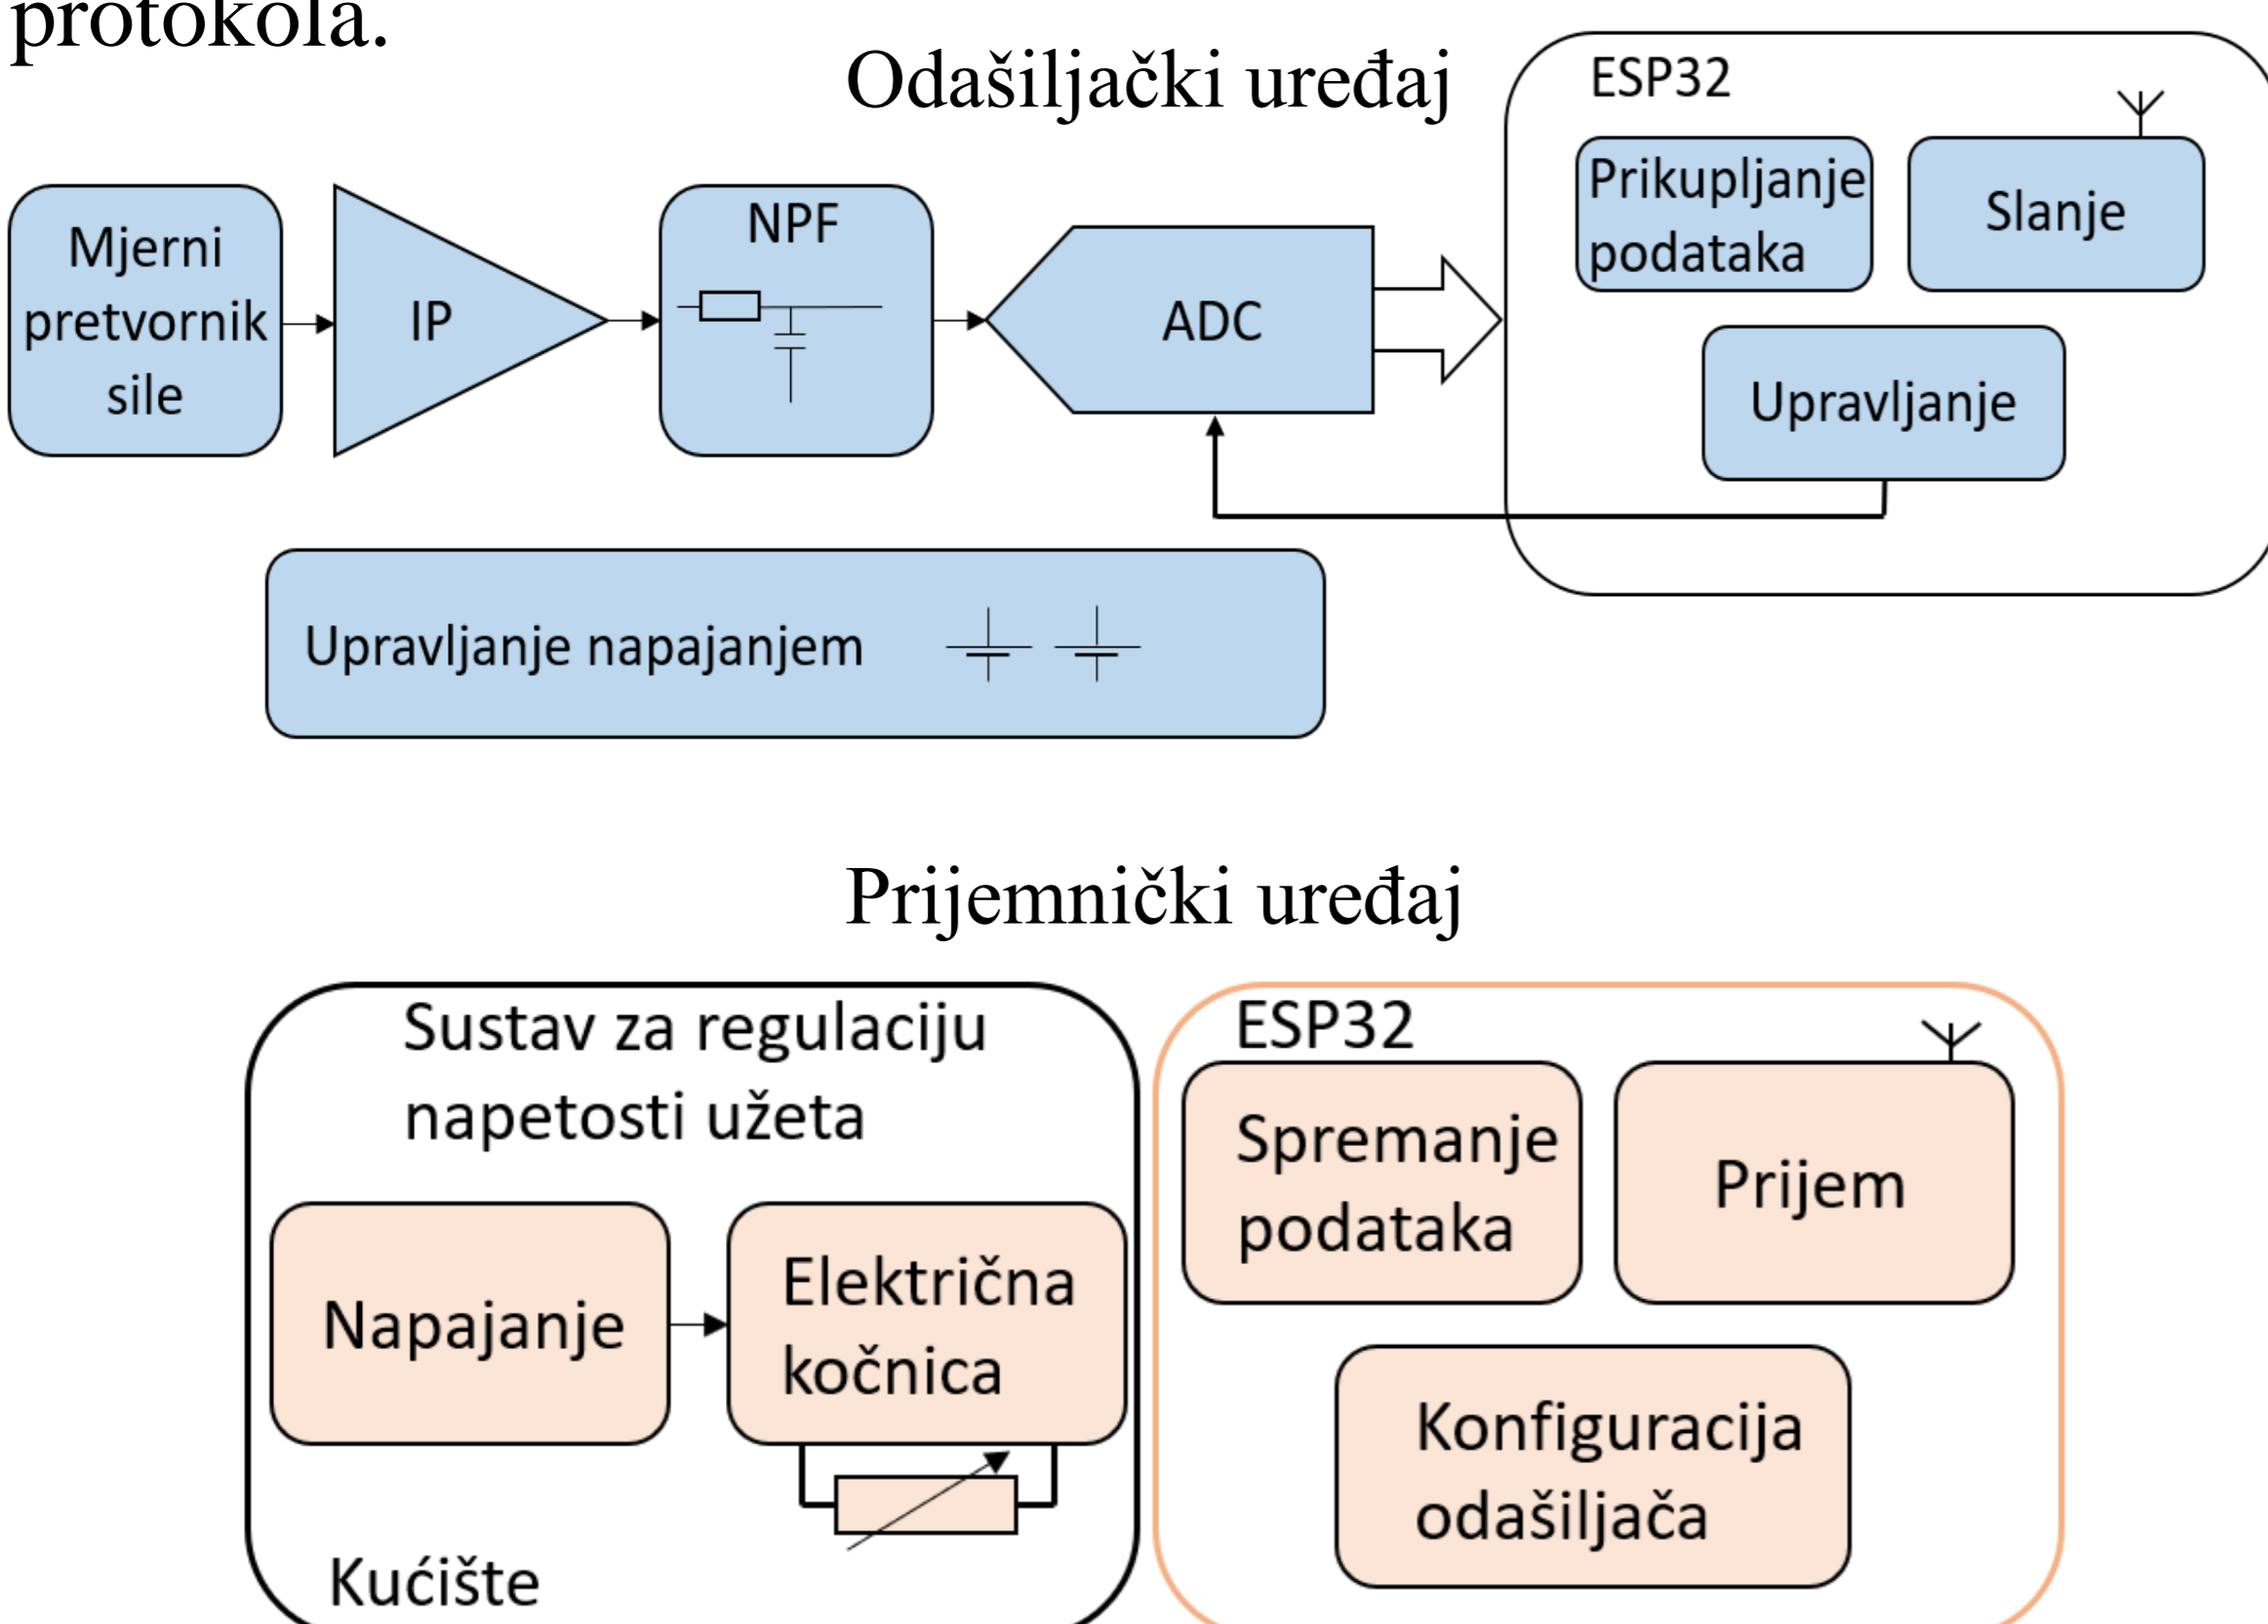 protokola.
Odašiljački uređaj
Mjerni
pretvornik
sile
IP
NPF
ADC
ESP32
Prikupljanje
podataka
Slanje
Upravljanje
Upravljanje napajanjem
Prijemnički uređaj
Sustav za regulaciju
napetosti užeta
Napajanje
Električna
kočnica
Kućište
ESP32
Spremanje
podataka
Prijem
Konfiguracija
odašiljača